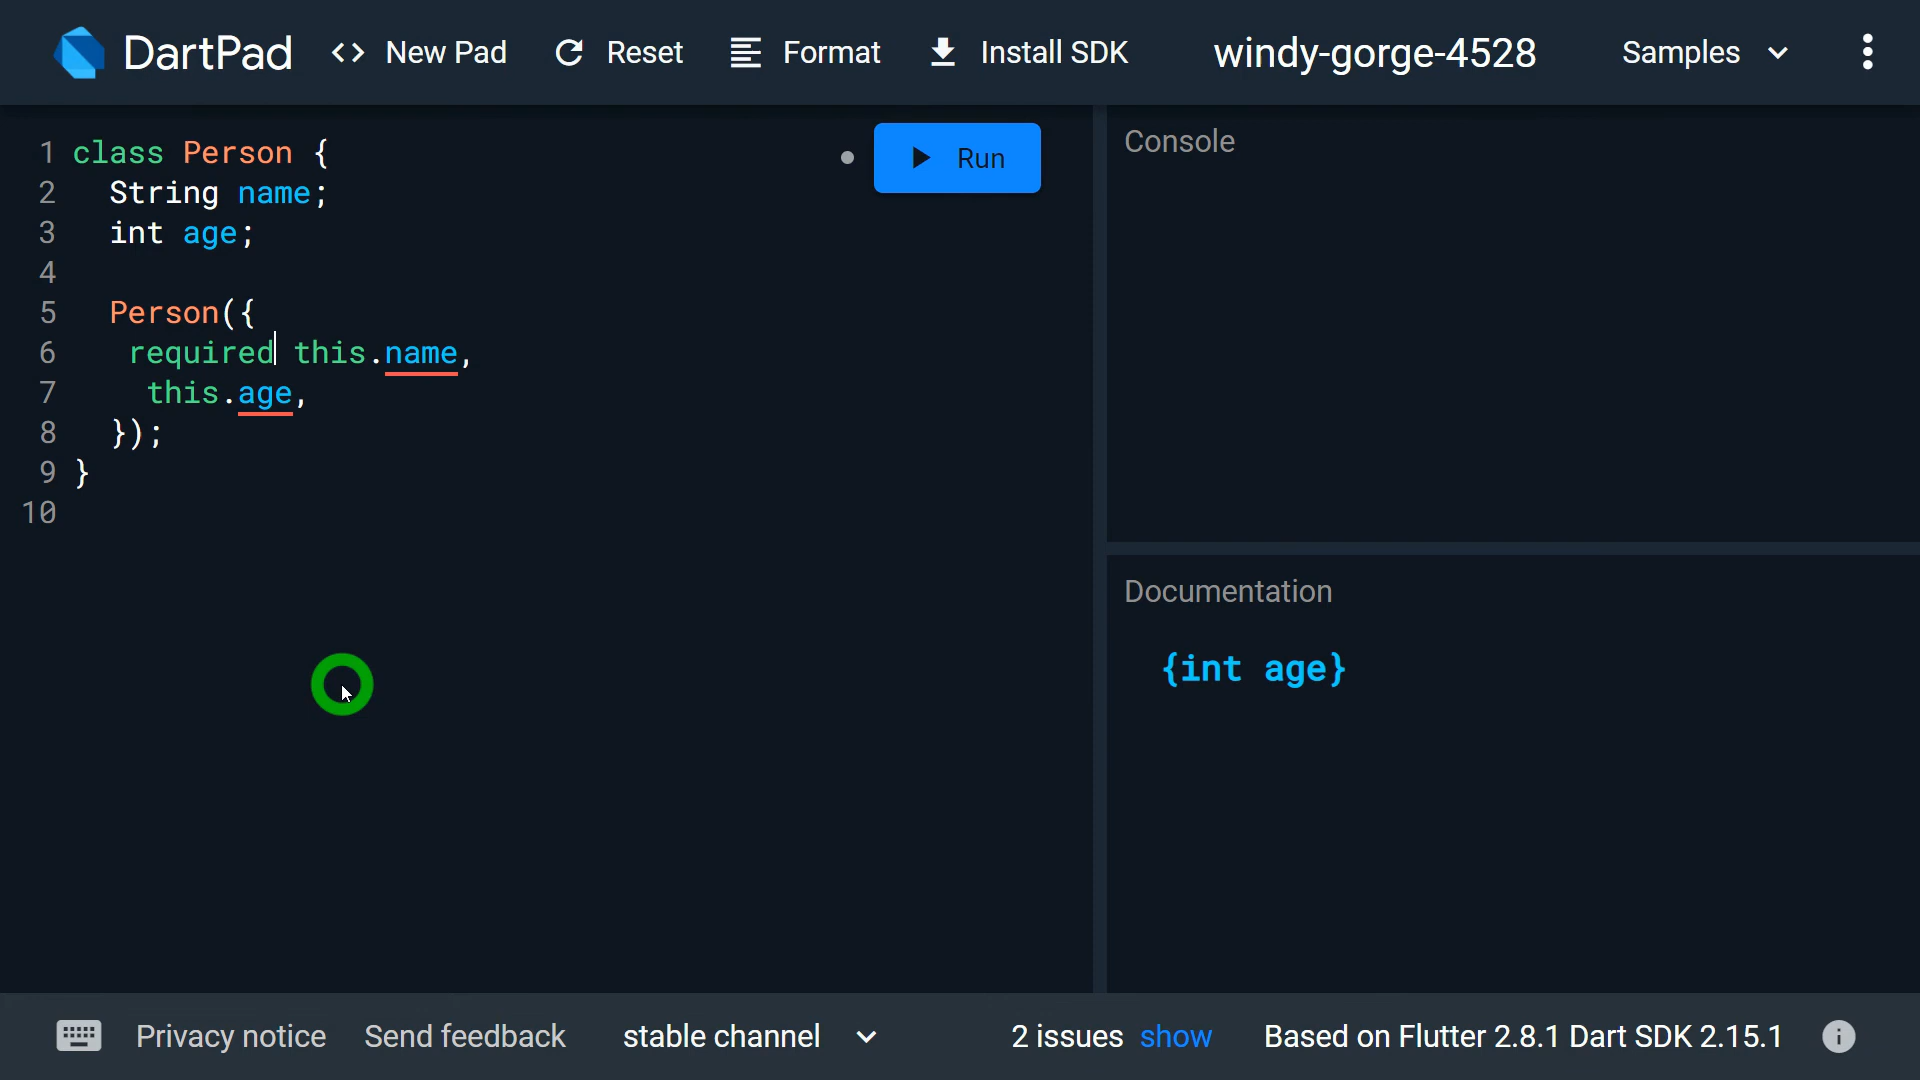 DartPad <> New Pad Reset Format Install SDK windy-gorge-4528 Samples
1 class Person {
2 String name;
3 int age;
4
5 Person({
6 required this.name,
7 this.age,
8 });
9 }
10
Run
Console
Documentation
{int age}
Privacy notice Send feedback stable channel 2 issues show Based on Flutter 2.8.1 Dart SDK 2.15.1